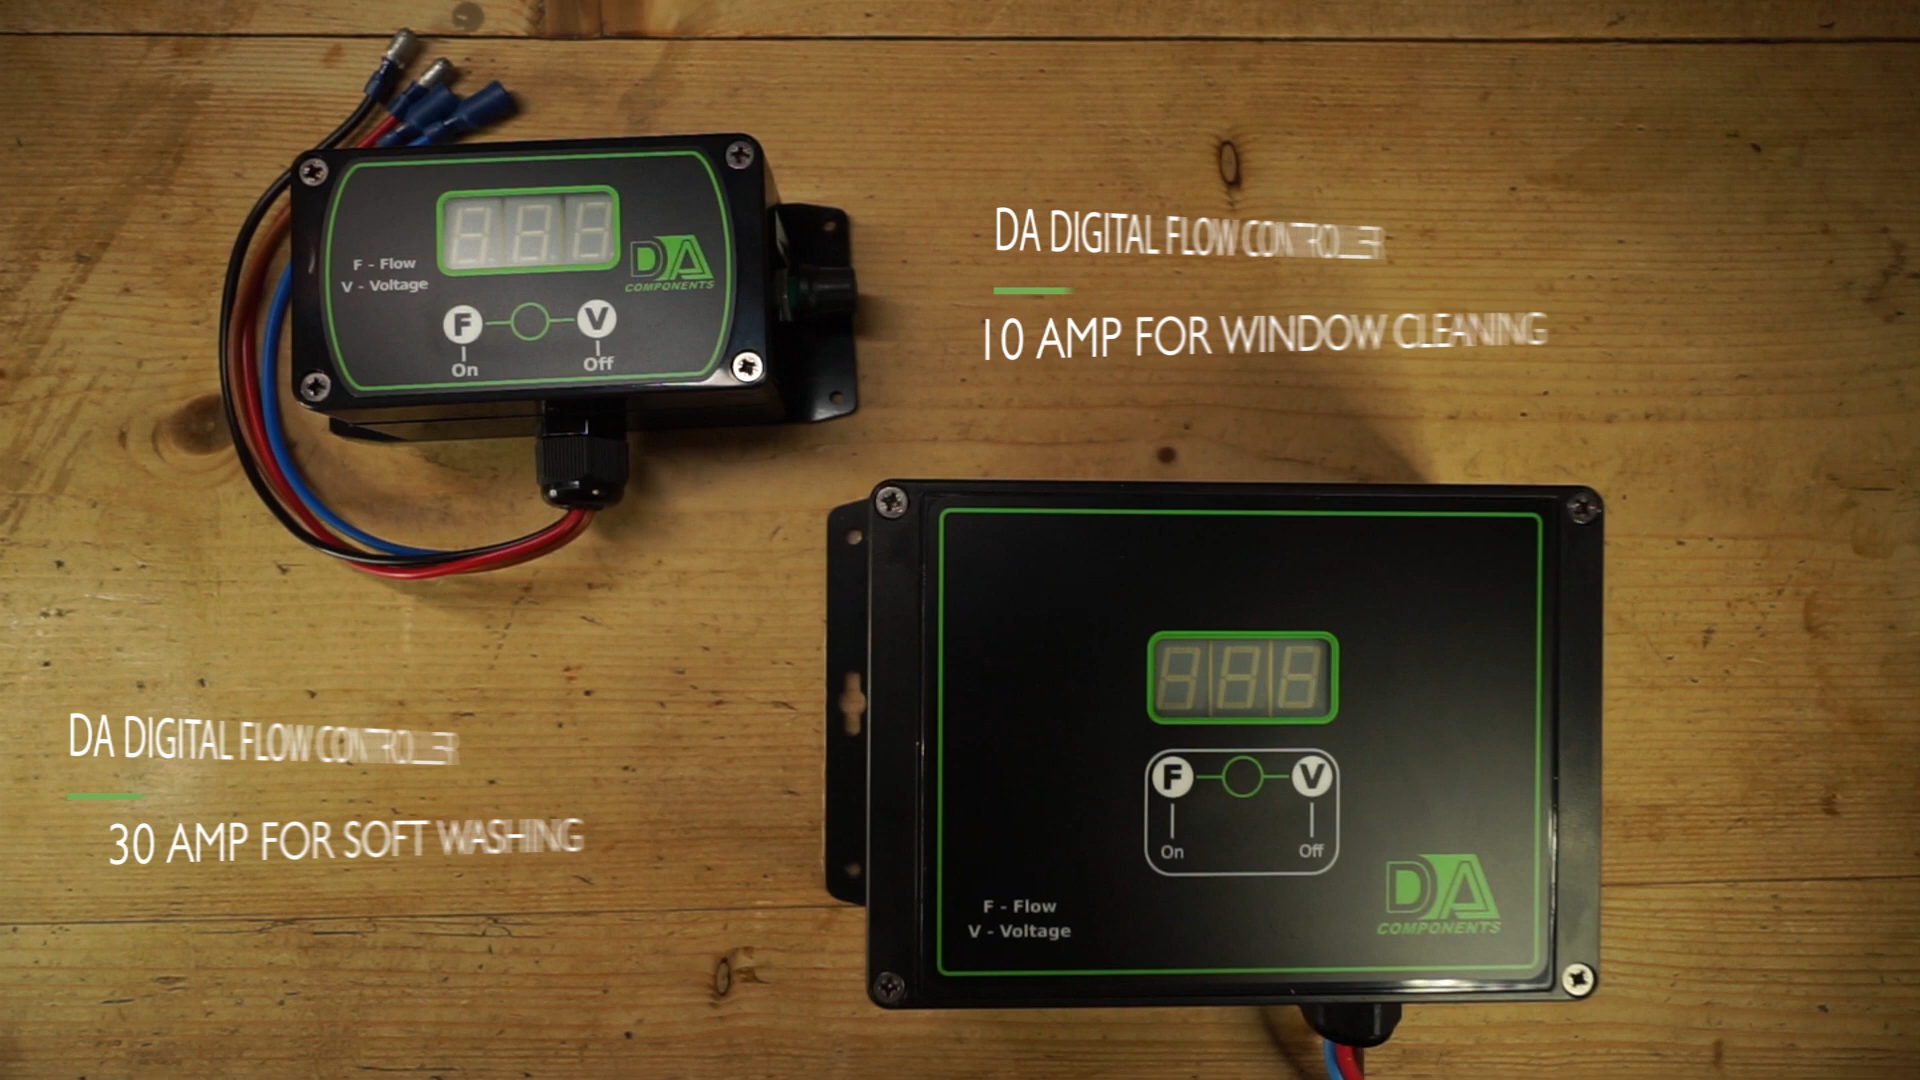 F - Flow
V - Voltage
DA
COMPONENTS
F V
On Off
DA DIGITAL FLOW CONTROLLER
10 AMP FOR WINDOW CLEANING
DA DIGITAL FLOW CONTROLLER
30 AMP FOR SOFT WASHING
F V
On Off
F - Flow
V - Voltage
DA
COMPONENTS